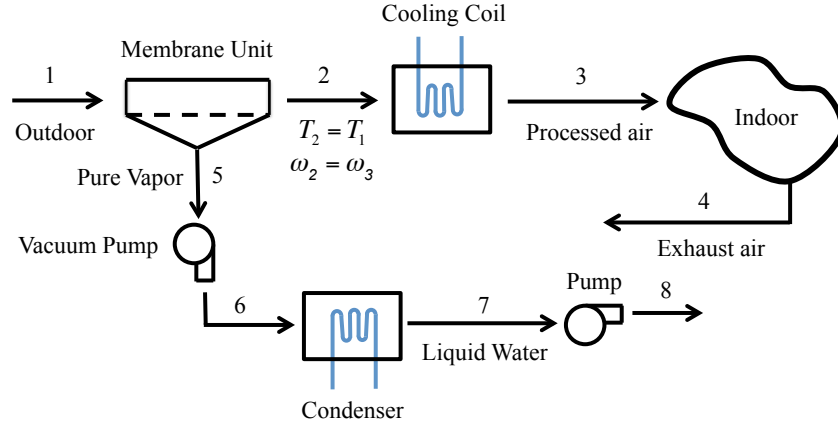 Cooling Coil
Membrane Unit
1
2
3
Outdoor
T₂ = T₁
ω₂ = ω₃
Processed air
Indoor
Pure Vapor
5
4
Exhaust air
Vacuum Pump
6
7
Pump
8
Liquid Water
Condenser